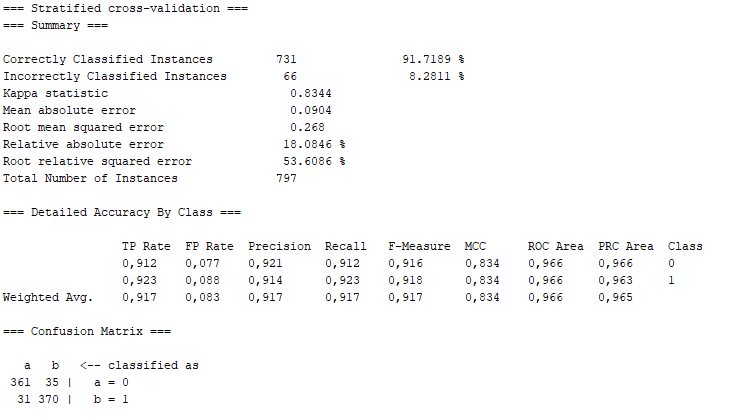 === Stratified cross-validation ===
=== Summary ===
Correctly Classified Instances 731 91.7189 %
Incorrectly Classified Instances 66 8.2811 %
Kappa statistic 0.8344
Mean absolute error 0.0904
Root mean squared error 0.268
Relative absolute error 18.0846 %
Root relative squared error 53.6086 %
Total Number of Instances 797
=== Detailed Accuracy By Class ===
TP Rate FP Rate Precision Recall F-Measure MCC ROC Area PRC Area Class
0,912 0,077 0,921 0,912 0,916 0,834 0,966 0,966 0
0,923 0,088 0,914 0,923 0,918 0,834 0,966 0,963 1
Weighted Avg. 0,917 0,083 0,917 0,917 0,917 0,834 0,966 0,965
=== Confusion Matrix ===
a b <-- classified as
361 35 | a = 0
31 370 | b = 1